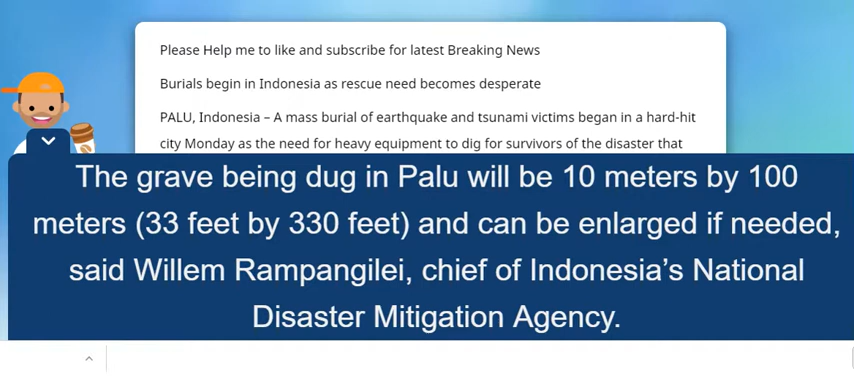 Please Help me to like and subscribe for latest Breaking News
Burials begin in Indonesia as rescue need becomes desperate
PALU, Indonesia – A mass burial of earthquake and tsunami victims began in a hard-hit
city Monday as the need for heavy equipment to dig for survivors of the disaster that
The grave being dug in Palu will be 10 meters by 100
meters (33 feet by 330 feet) and can be enlarged if needed,
said Willem Rampangilei, chief of Indonesia’s National
Disaster Mitigation Agency.